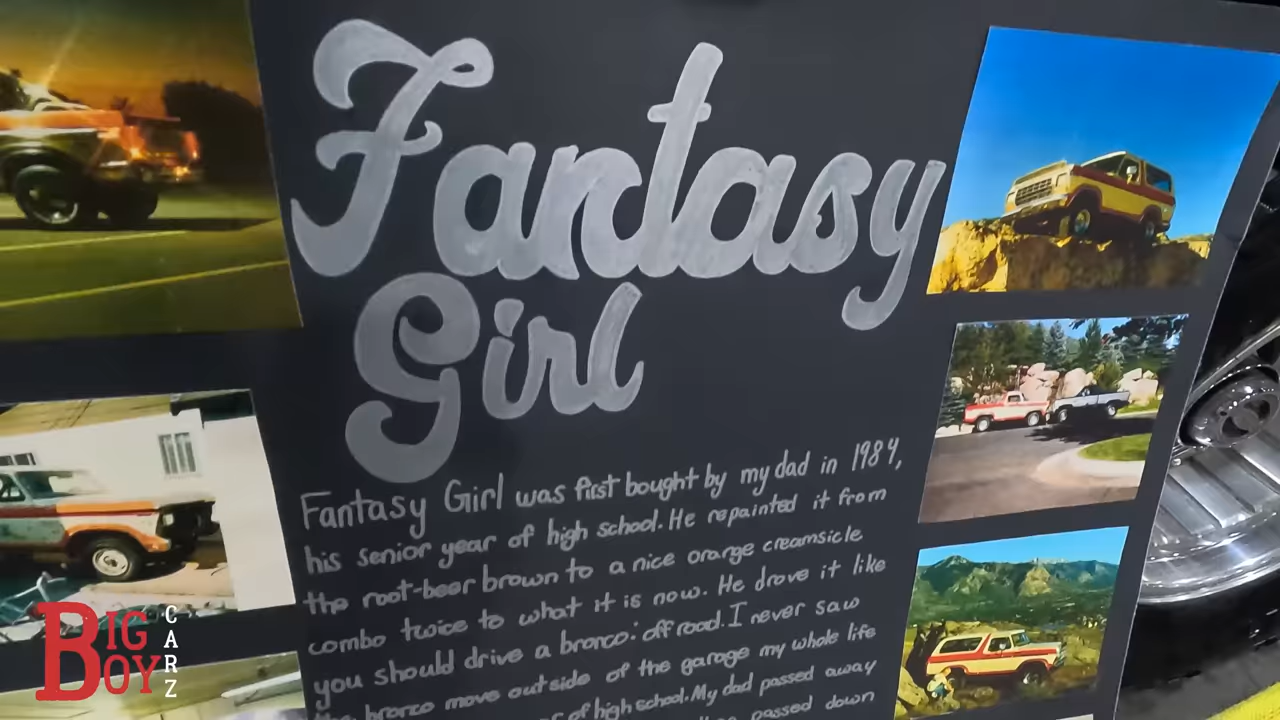 Fantasy
Girl
Fantasy Girl was first bought by my dad in 1984,
his senior year of high school. He repainted it from
the root-beer brown to a nice orange creamsicle
combo twice to what it is now. He drove it like
you should drive a bronco: off road. I never saw
the bronco move outside of the garage my whole life
of high school. My dad passed away
passed down
BIG
BOY
CARZ